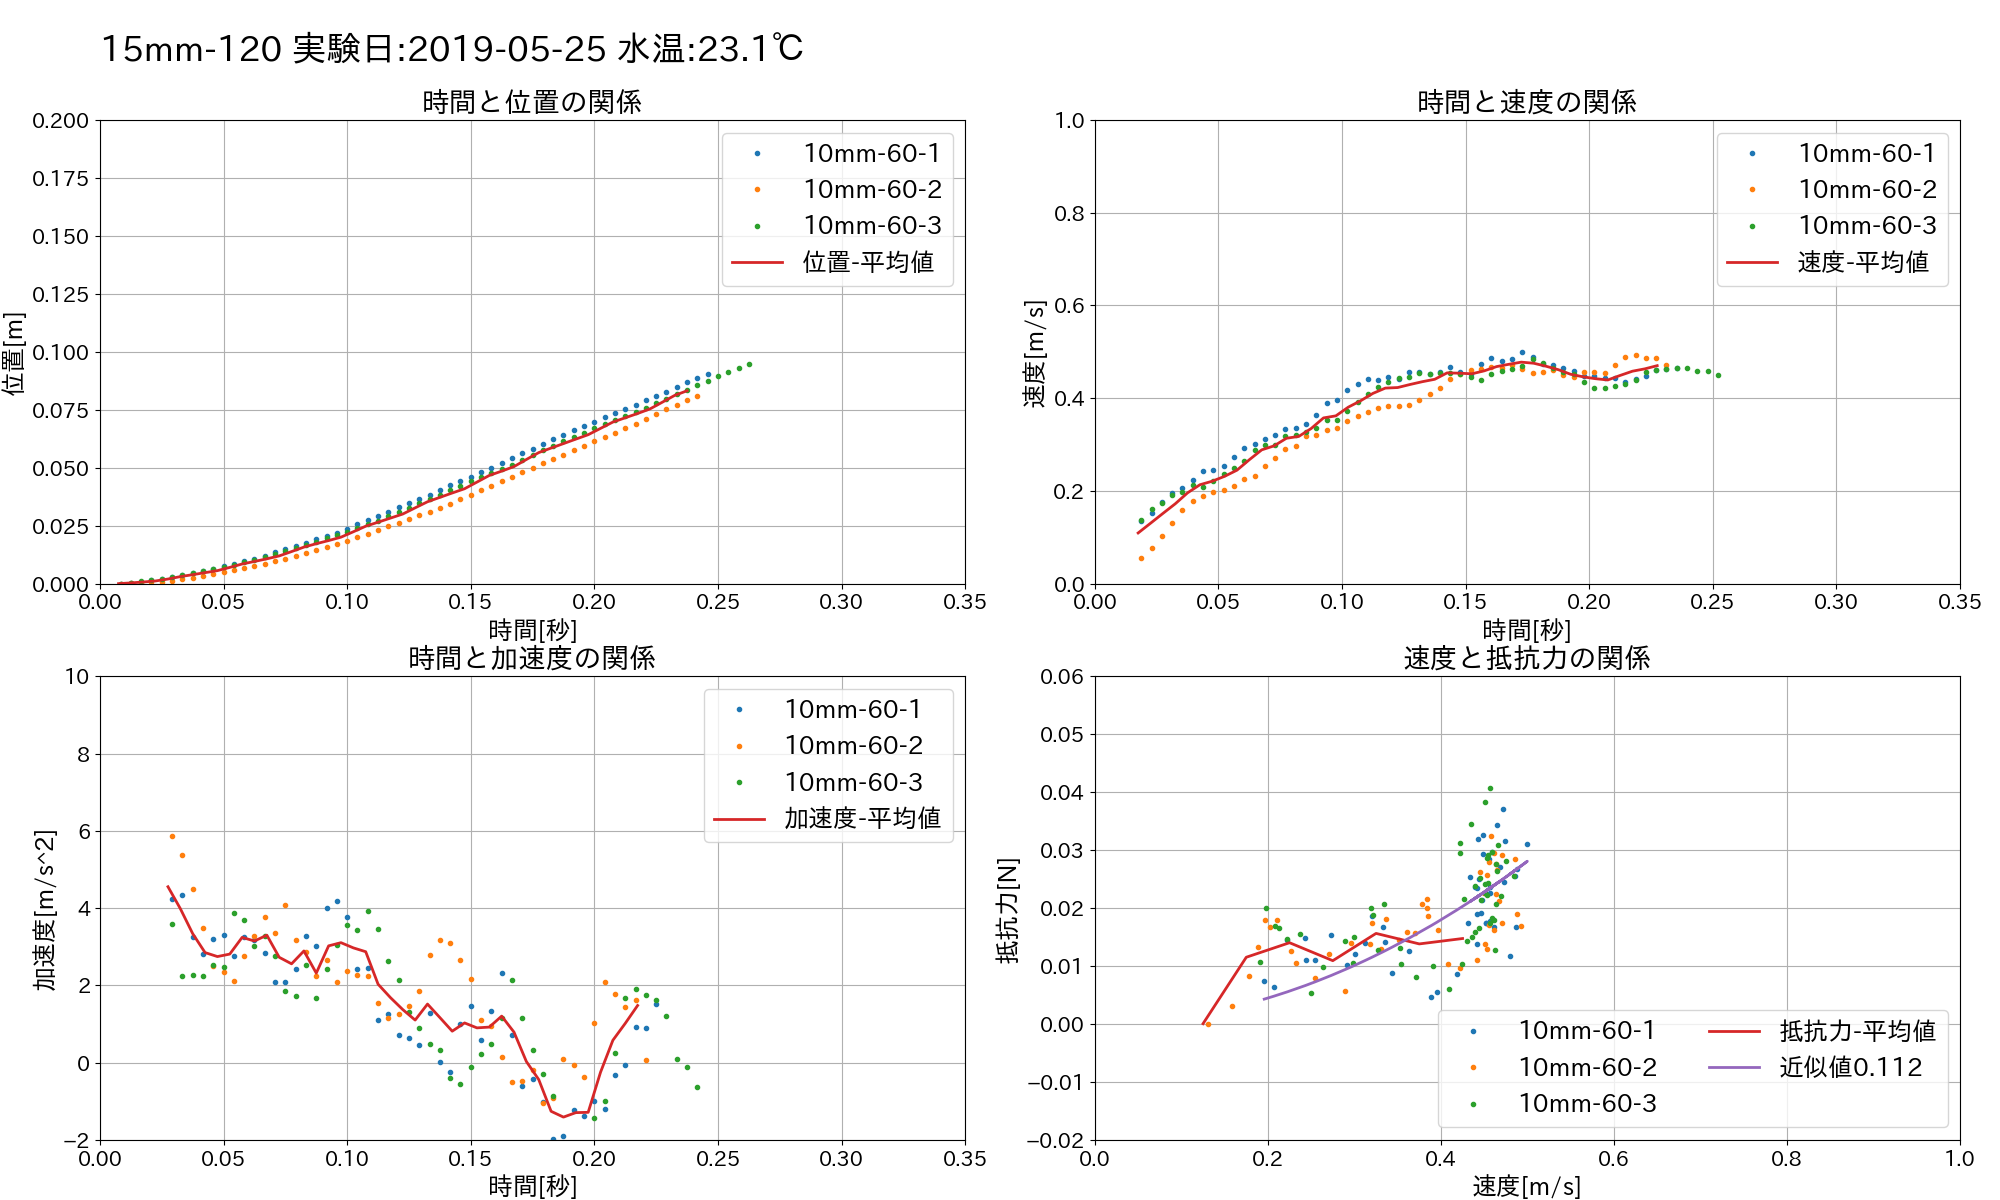 15mm-120 実験日:2019-05-25 水温:23.1℃
時間と位置の関係
0.200
0.175
0.150
0.125
0.100
0.075
0.050
0.025
0.000
位置[m]
10mm-60-1
10mm-60-2
10mm-60-3
位置-平均値
0.00 0.05 0.10 0.15 0.20 0.25 0.30 0.35
時間[秒]
時間と速度の関係
1.0
0.8
0.6
0.4
0.2
0.0
速度[m/s]
10mm-60-1
10mm-60-2
10mm-60-3
速度-平均値
0.00 0.05 0.10 0.15 0.20 0.25 0.30 0.35
時間[秒]
時間と加速度の関係
10
8
6
4
2
0
−2
加速度[m/s^2]
10mm-60-1
10mm-60-2
10mm-60-3
加速度-平均値
0.00 0.05 0.10 0.15 0.20 0.25 0.30 0.35
時間[秒]
速度と抵抗力の関係
0.06
0.05
0.04
0.03
0.02
0.01
0.00
−0.01
−0.02
抵抗力[N]
10mm-60-1
10mm-60-2
10mm-60-3
抵抗力-平均値
近似値0.112
0.0 0.2 0.4 0.6 0.8 1.0
速度[m/s]